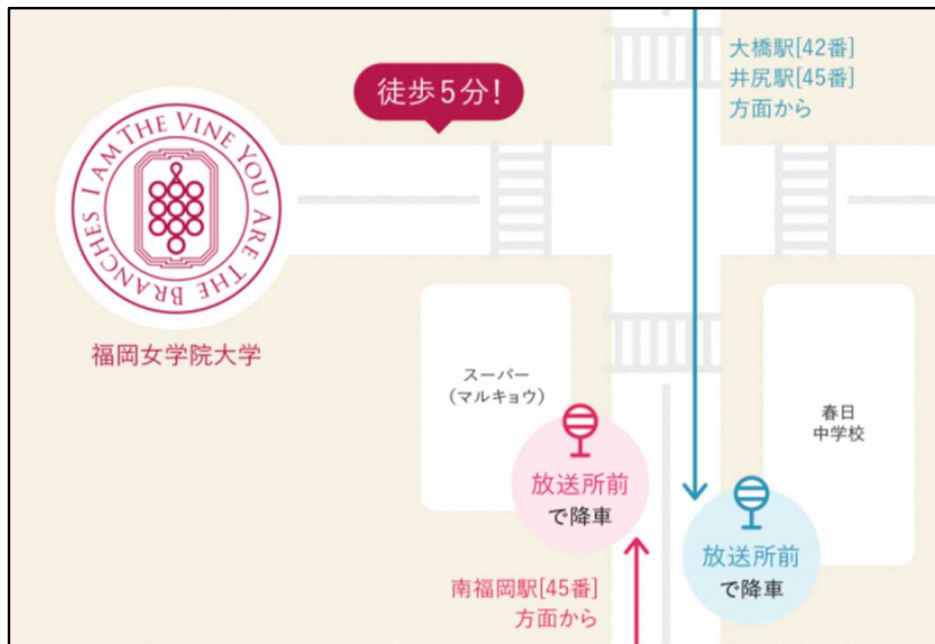 大橋駅[42番]
井尻駅[45番]
方面から
徒歩5分!
I AM THE VINE YOU ARE THE BRANCHES
福岡女学院大学
スーパー
(マルキョウ)
春日
中学校
放送所前
で降車
放送所前
で降車
南福岡駅[45番]
方面から